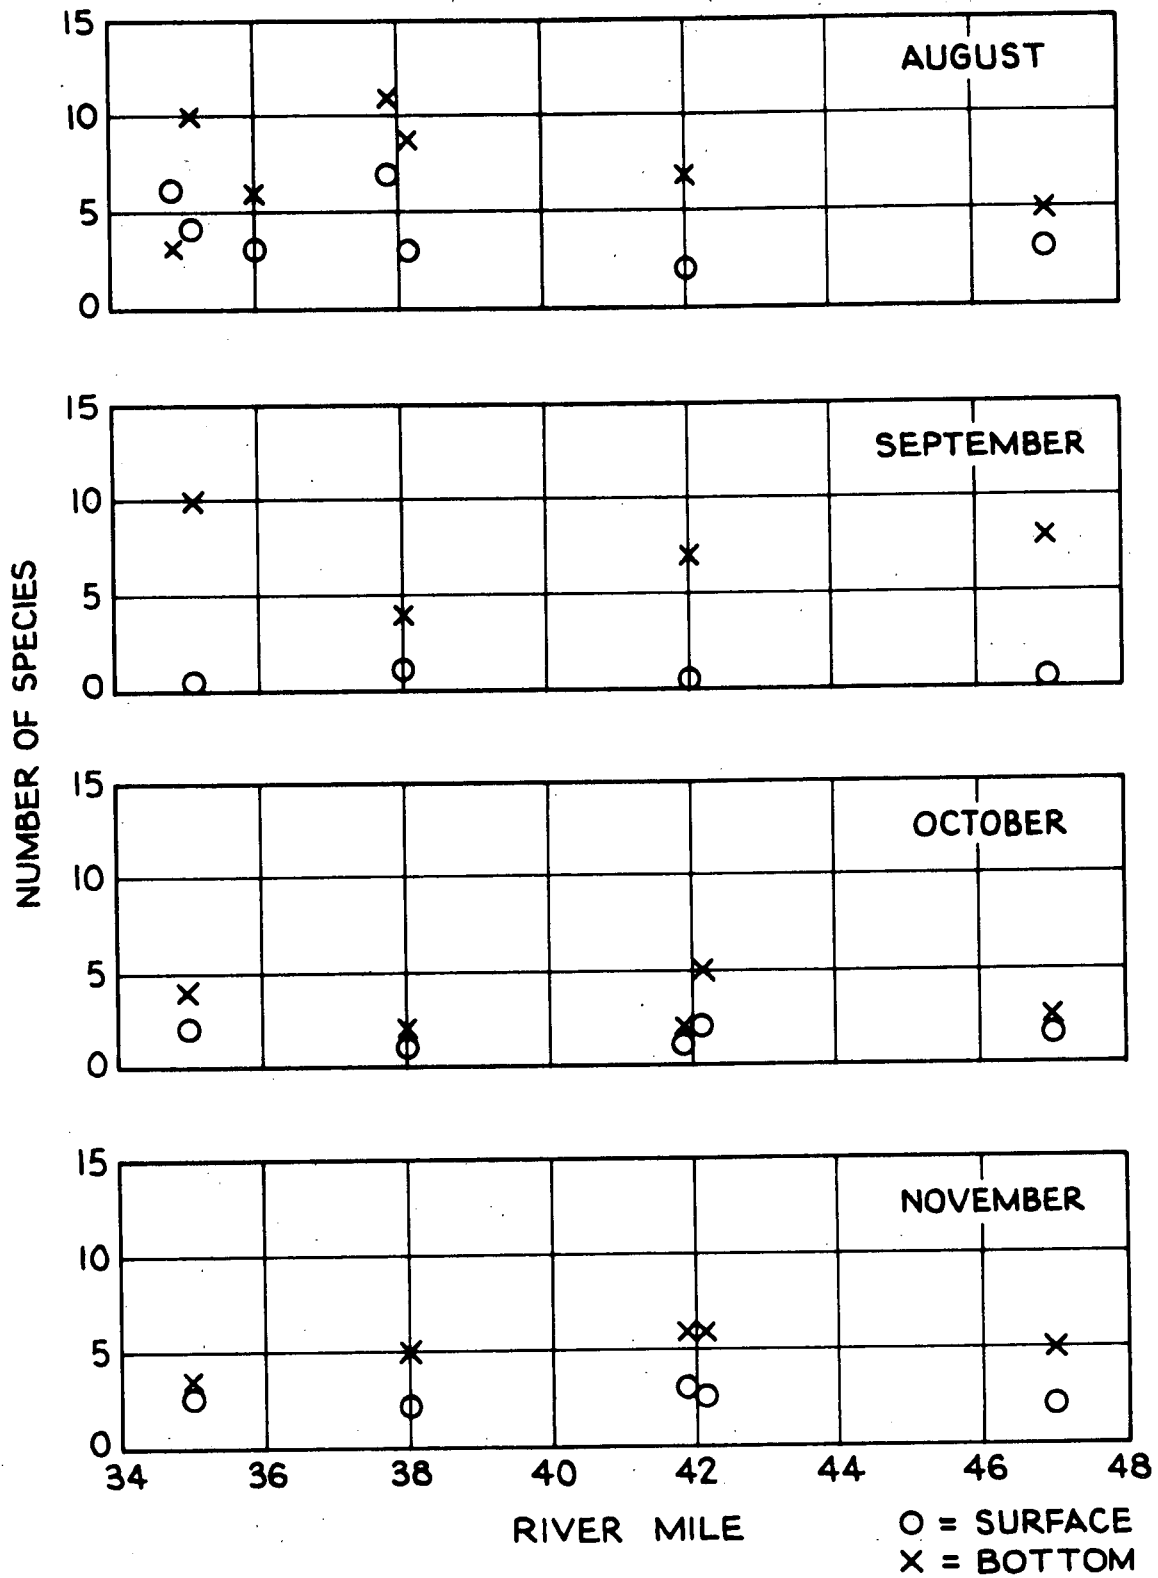 15
AUGUST
10
5
0
15
SEPTEMBER
10
5
0
NUMBER OF SPECIES
15
OCTOBER
10
5
0
15
NOVEMBER
10
5
0
34 36 38 40 42 44 46 48
RIVER MILE
O = SURFACE
X = BOTTOM